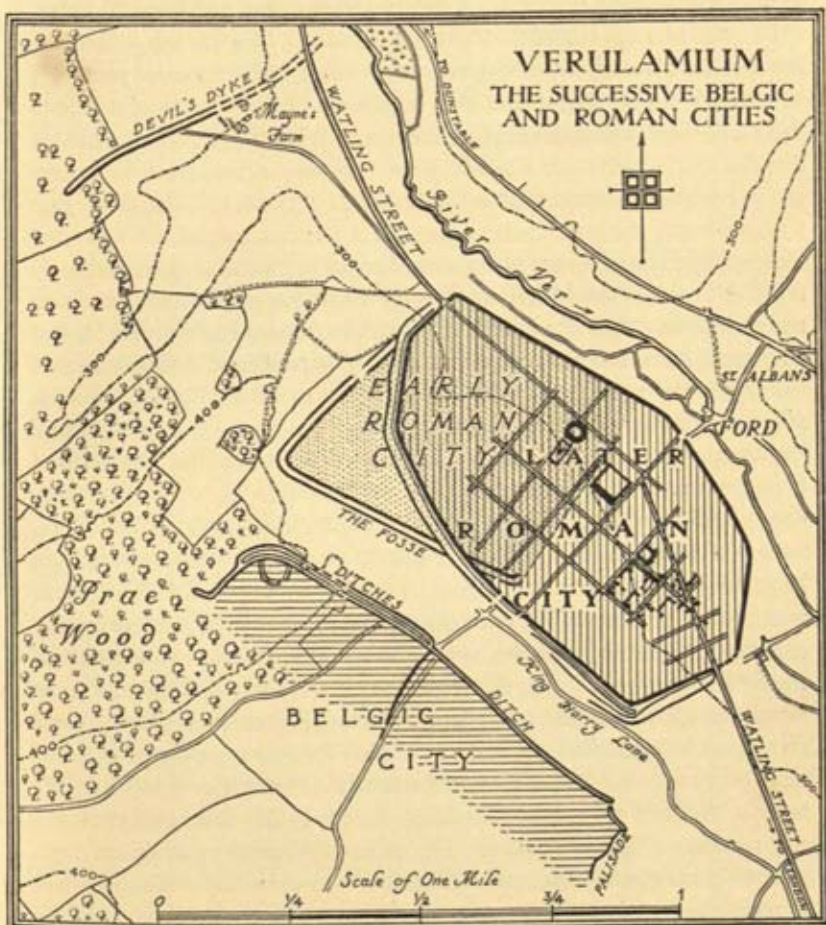 VERULAMIUM
THE SUCCESSIVE BELGIC
AND ROMAN CITIES
DEVIL'S DYKE
Mayne's
Farm
WATLING STREET
TO DUNSTABLE
River Ver
300
300
300
400
ST. ALBANS
FORD
EARLY
ROMAN
CITY
LATER
ROMAN
CITY
THE FOSSE
DITCHES
Prae
Wood
King Harry Lane
DITCH
BELGIC
CITY
WATLING STREET
TO LONDON
400
300
PALISADE
400
Scale of One Mile
0 1/4 1/2 3/4 1